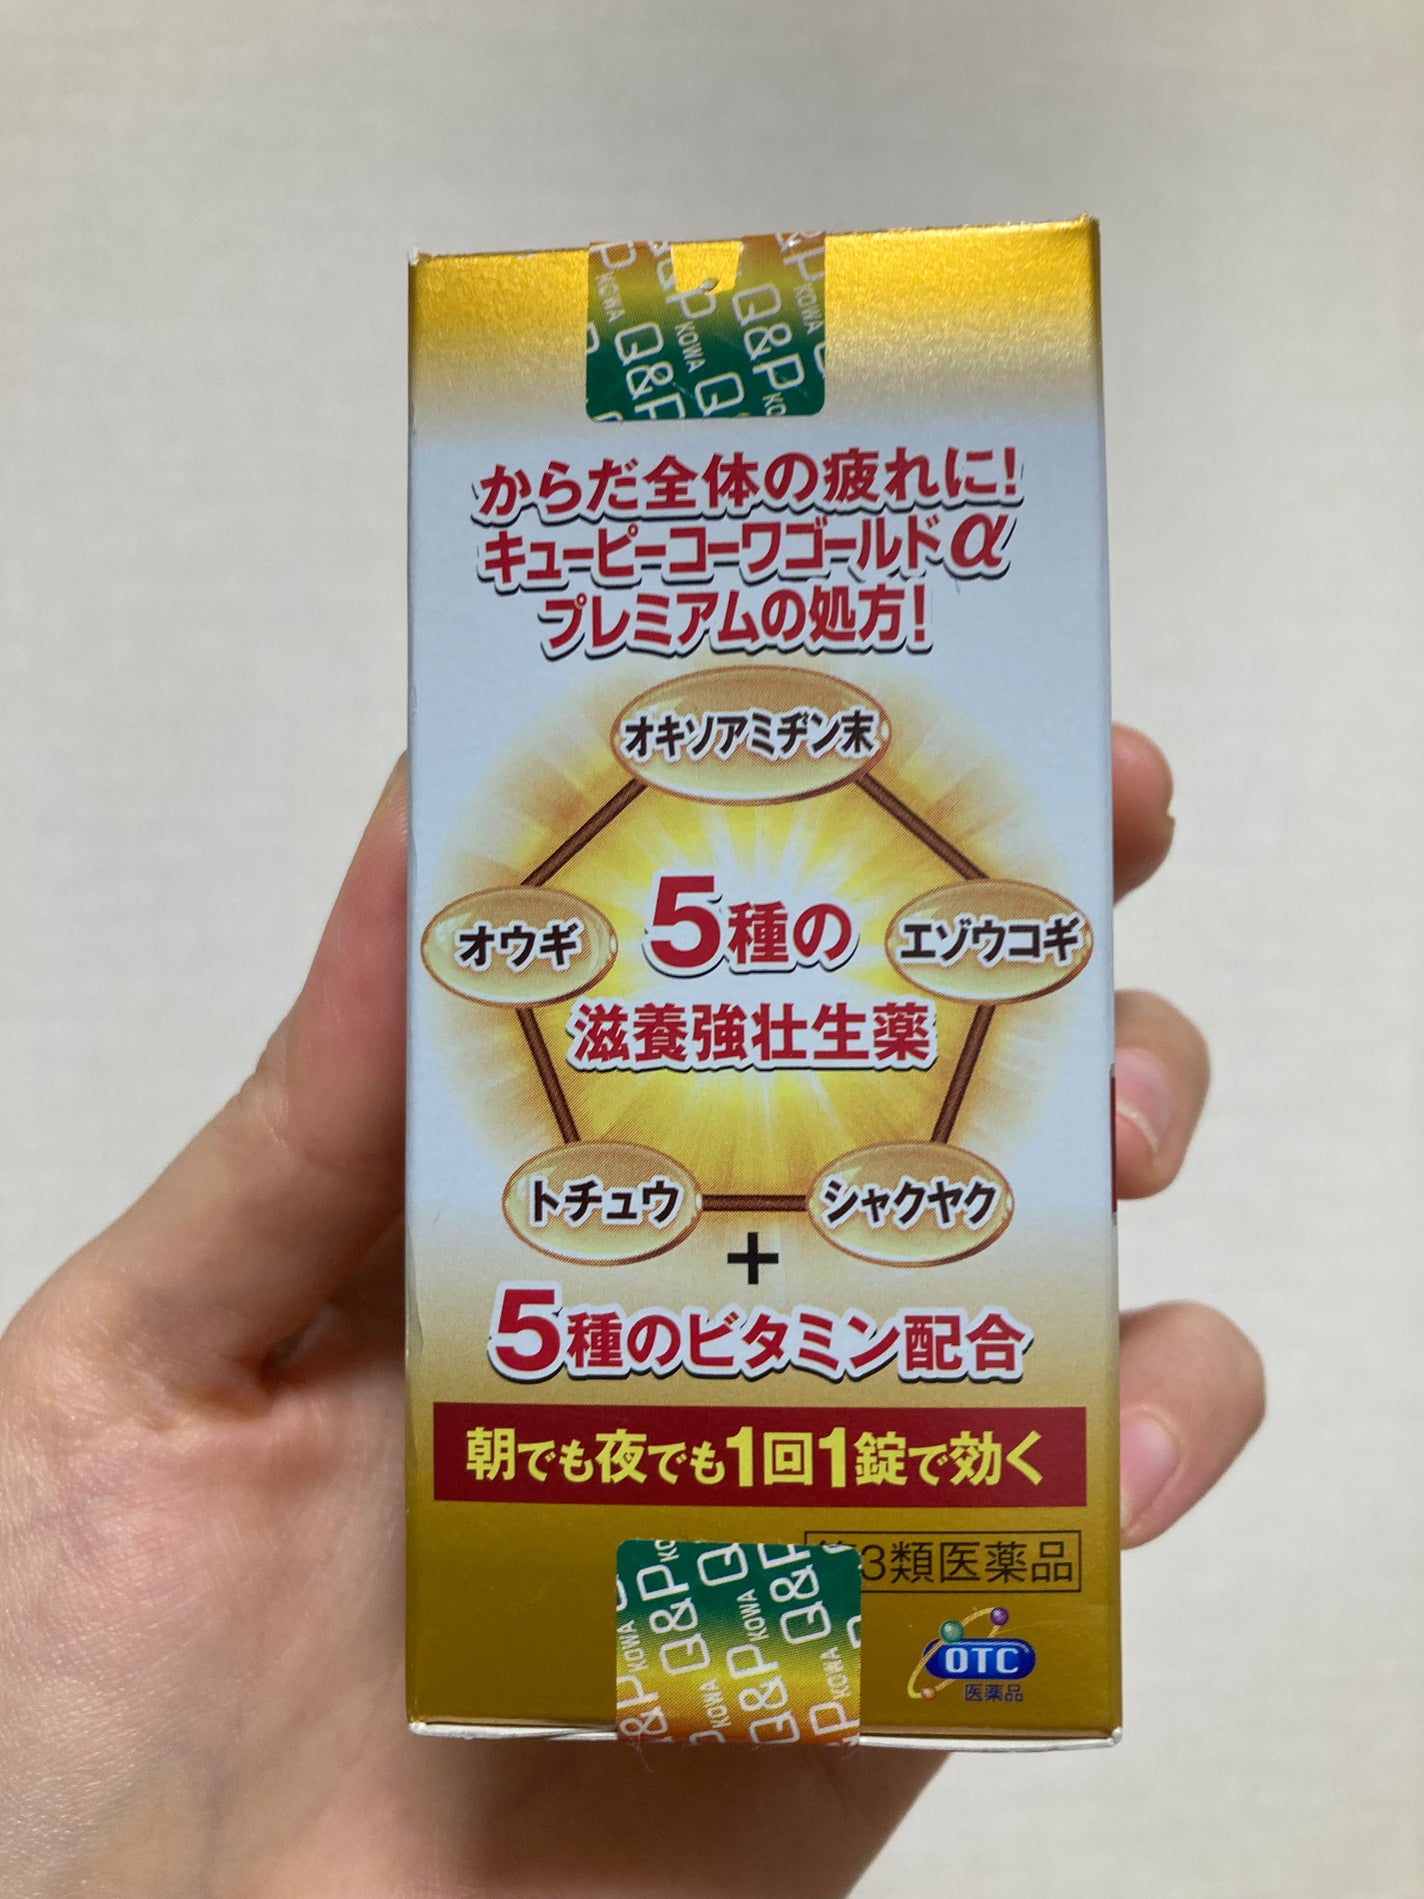 Q&P KOWA
からだ全体の疲れに!
キューピーコーワゴールドα
プレミアムの処方!
オキソアミヂン末
オウギ
5種の
エゾウコギ
滋養強壮生薬
トチュウ
シャクヤク
+
5種のビタミン配合
朝でも夜でも1回1錠で効く
3類医薬品
Q&P KOWA
OTC
医薬品